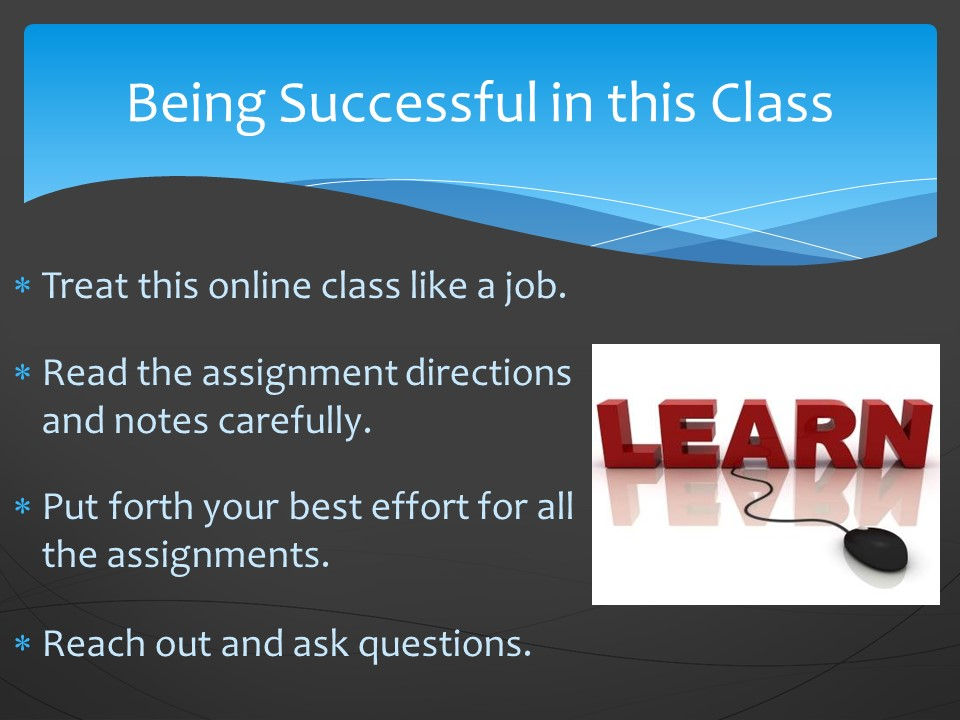 Being Successful in this Class
* Treat this online class like a job.
* Read the assignment directions
and notes carefully.
* Put forth your best effort for all
the assignments.
* Reach out and ask questions.
LEARN